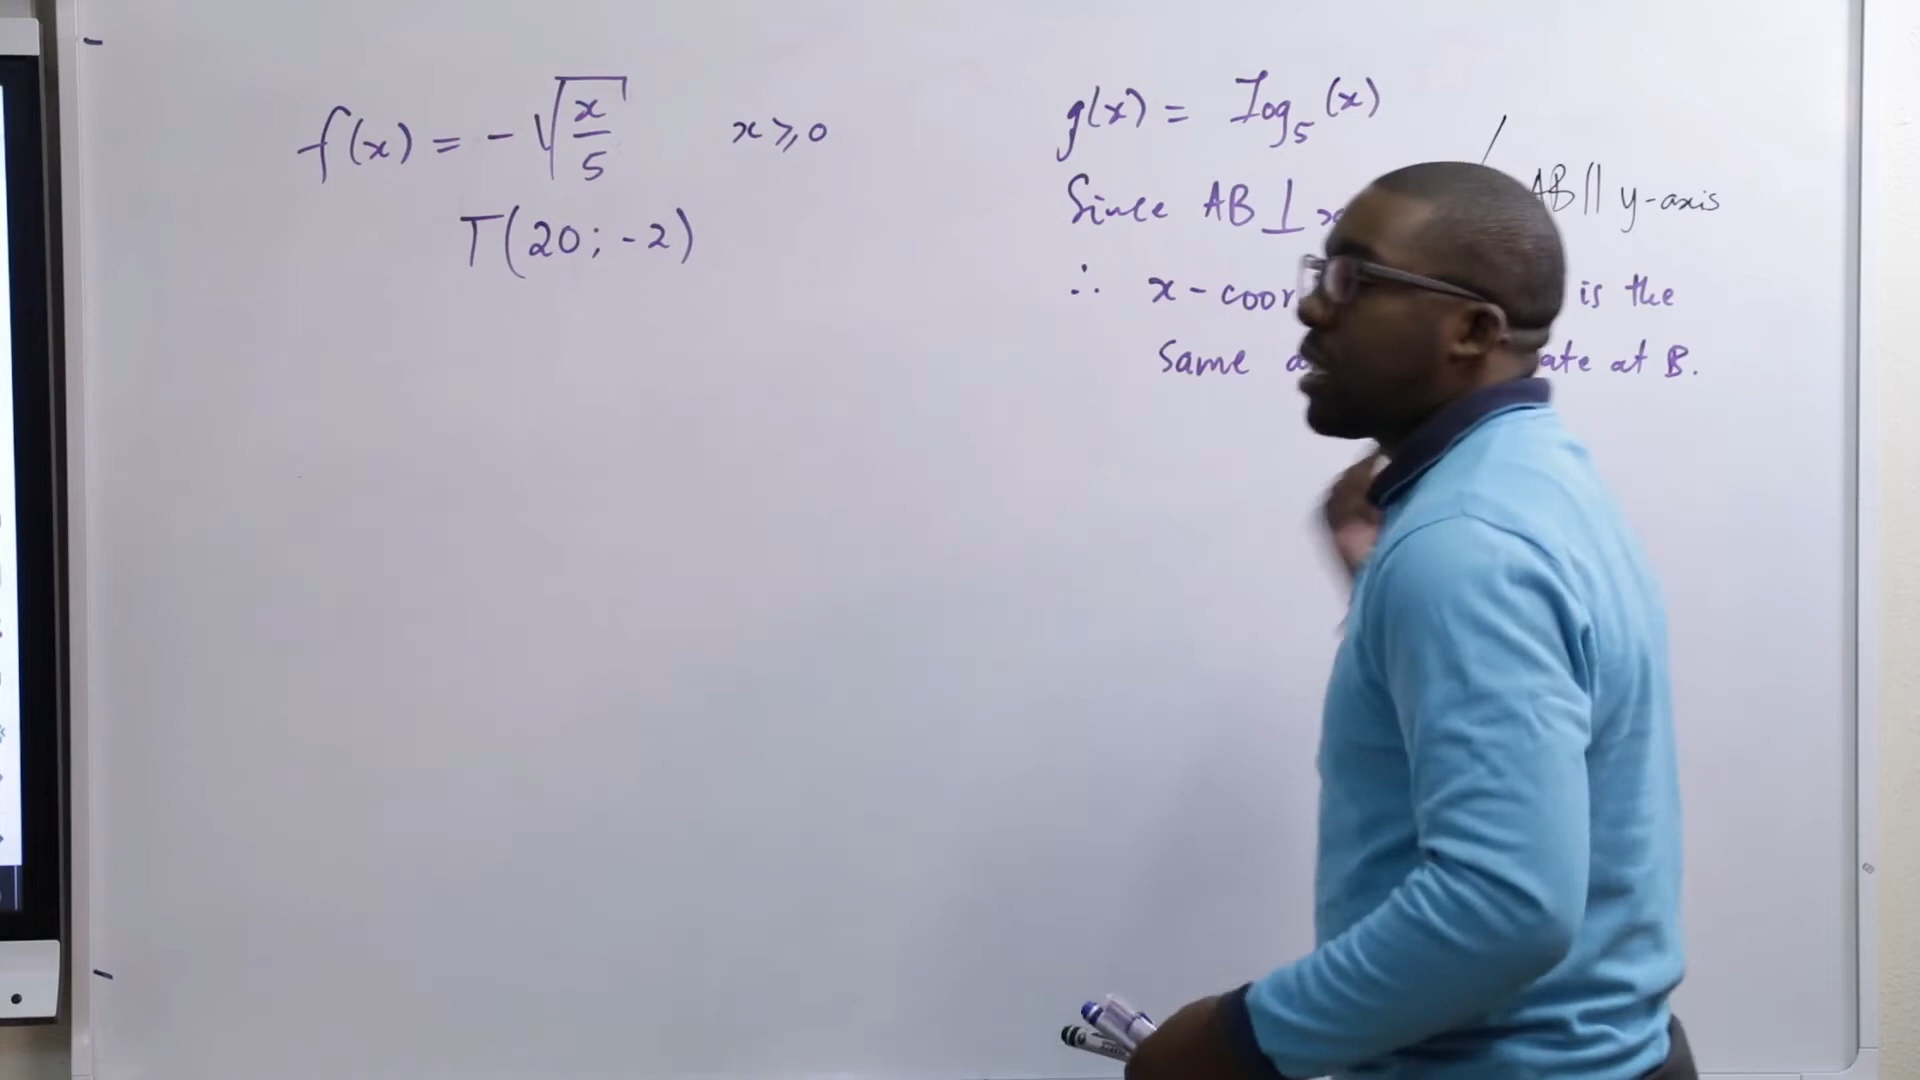 f(x) = -√(x/5) x ⩾ 0
T(20; -2)
g(x) = Log₅(x)
Since AB ⊥ AB || y-axis
∴ x-coor is the
Same ate at B.